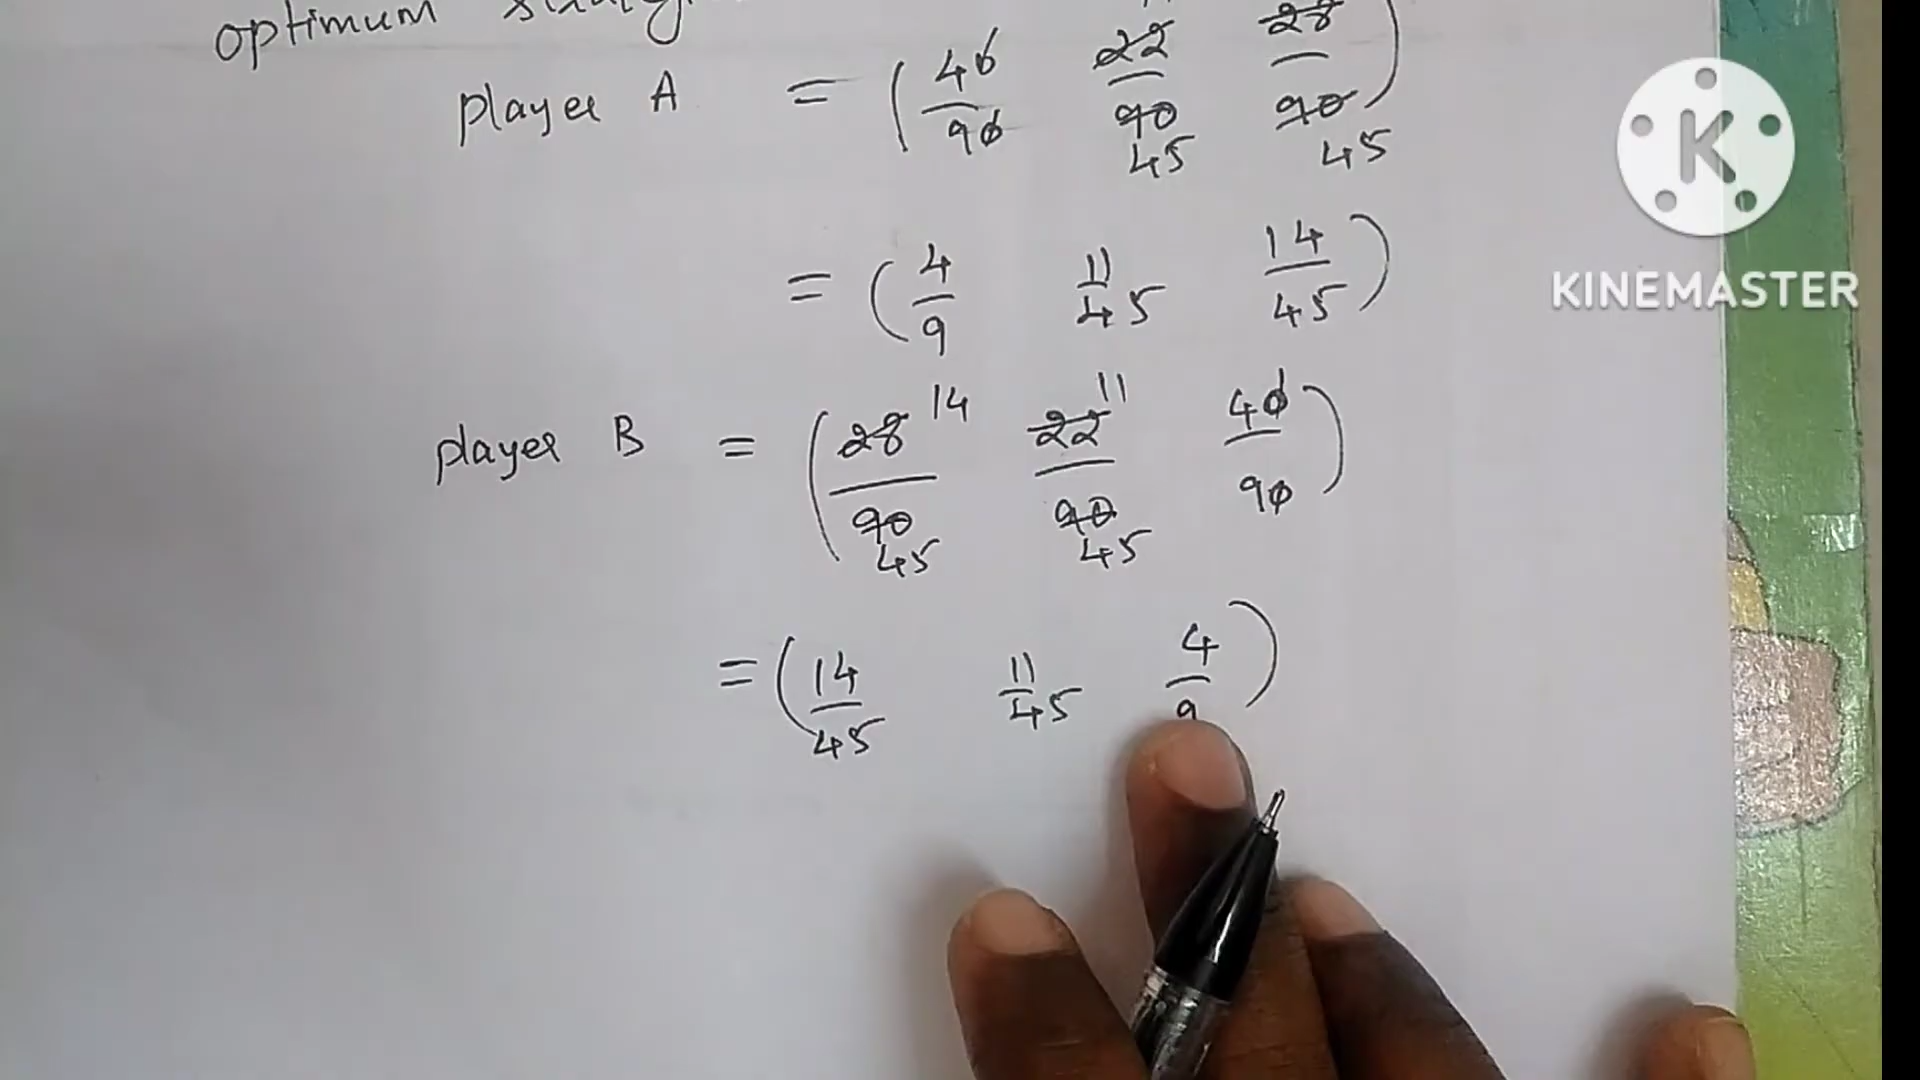 optimum
player A = ( 40/90 22/90 28/90 )
45 45
= ( 4/9 11/45 14/45 )
player B = ( 28/90 14 22/90 11 40/90 )
45 45
= ( 14/45 11/45 4/9 )
KINEMASTER